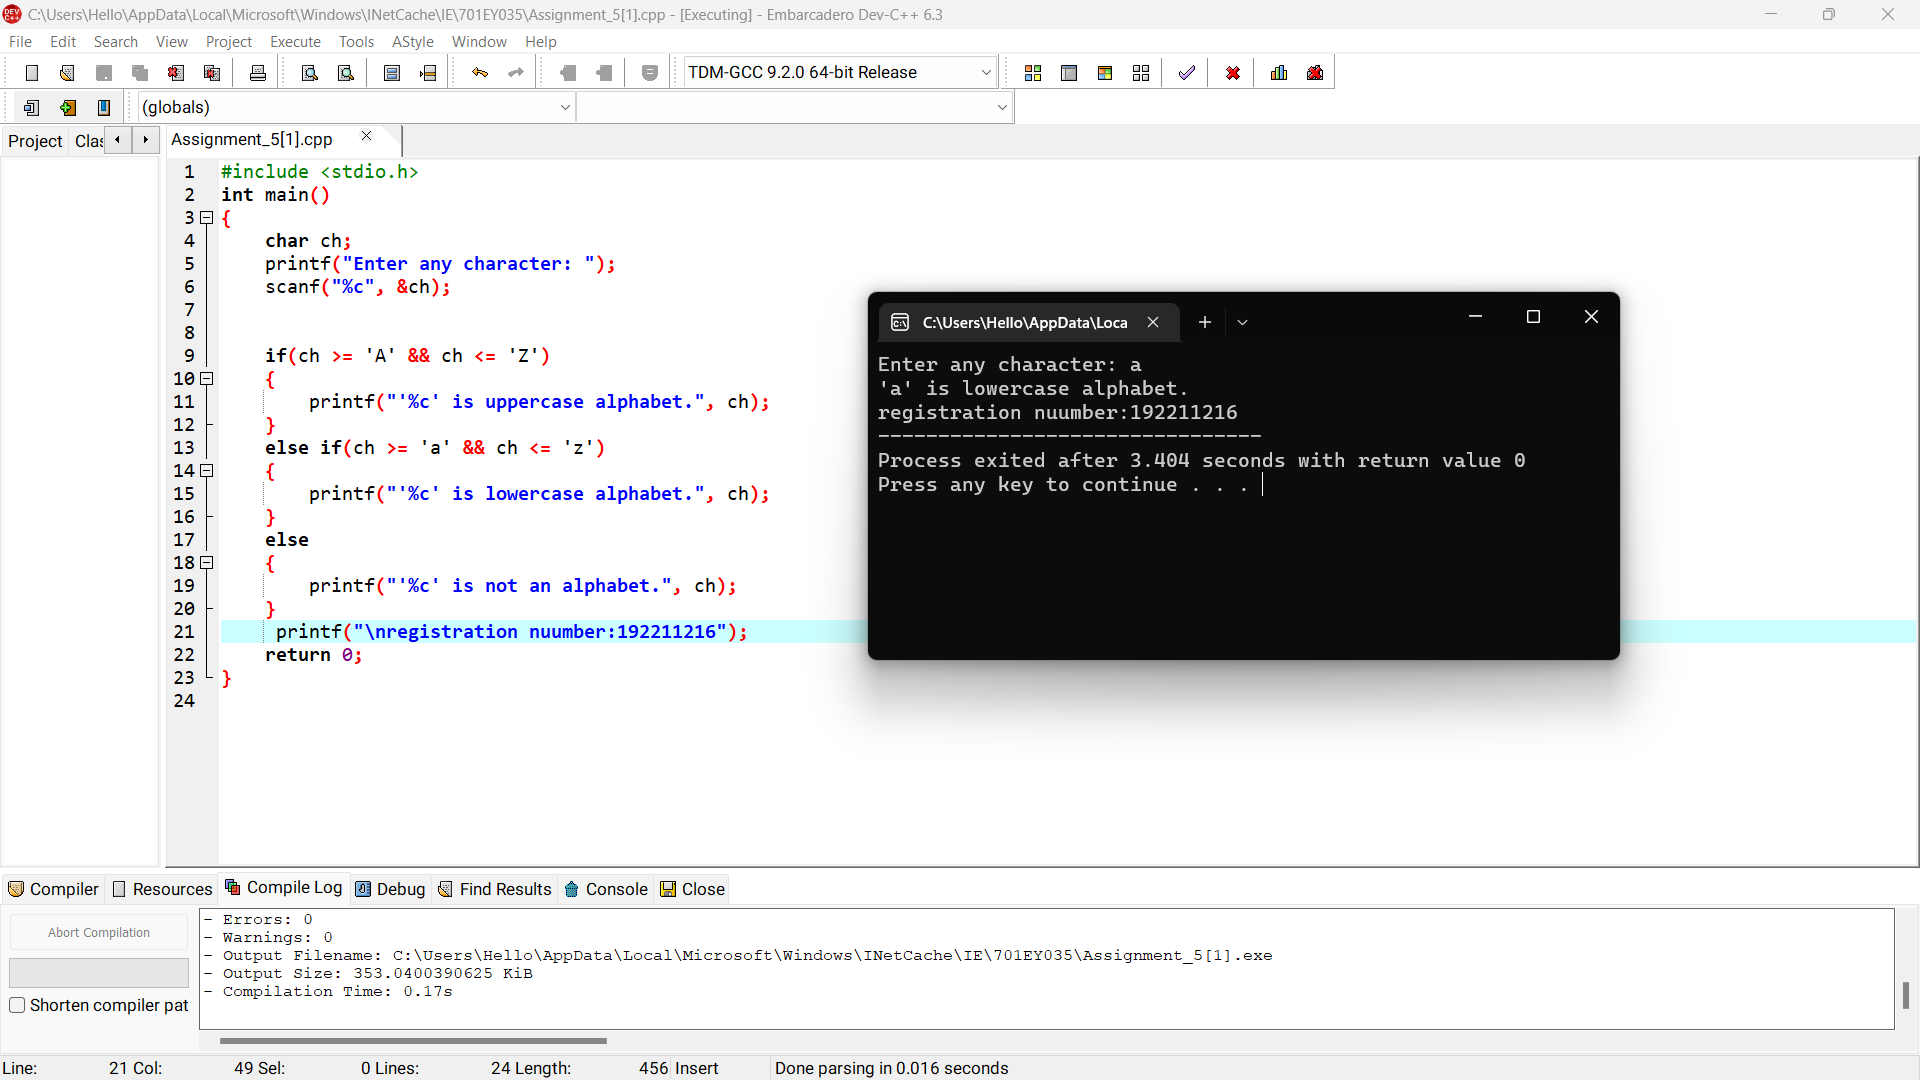 C:\Users\Hello\AppData\Local\Microsoft\Windows\INetCache\IE\701EY035\Assignment_5[1].cpp - [Executing] - Embarcadero Dev-C++ 6.3
File Edit Search View Project Execute Tools AStyle Window Help
TDM-GCC 9.2.0 64-bit Release
(globals)
Project Clas Assignment_5[1].cpp
1 #include <stdio.h>
2 int main()
3 {
4 char ch;
5 printf("Enter any character: ");
6 scanf("%c", &ch);
7
8
9 if(ch >= 'A' && ch <= 'Z')
10 {
11 printf("'%c' is uppercase alphabet.", ch);
12 }
13 else if(ch >= 'a' && ch <= 'z')
14 {
15 printf("'%c' is lowercase alphabet.", ch);
16 }
17 else
18 {
19 printf("'%c' is not an alphabet.", ch);
20 }
21 printf("\nregistration nuumber:192211216");
22 return 0;
23 }
24
C:\Users\Hello\AppData\Loca
Enter any character: a
'a' is lowercase alphabet.
registration nuumber:192211216
--------------------------------
Process exited after 3.404 seconds with return value 0
Press any key to continue . . .
Compiler Resources Compile Log Debug Find Results Console Close
Abort Compilation
Shorten compiler pat
- Errors: 0
- Warnings: 0
- Output Filename: C:\Users\Hello\AppData\Local\Microsoft\Windows\INetCache\IE\701EY035\Assignment_5[1].exe
- Output Size: 353.0400390625 KiB
- Compilation Time: 0.17s
Line: 21 Col: 49 Sel: 0 Lines: 24 Length: 456 Insert Done parsing in 0.016 seconds